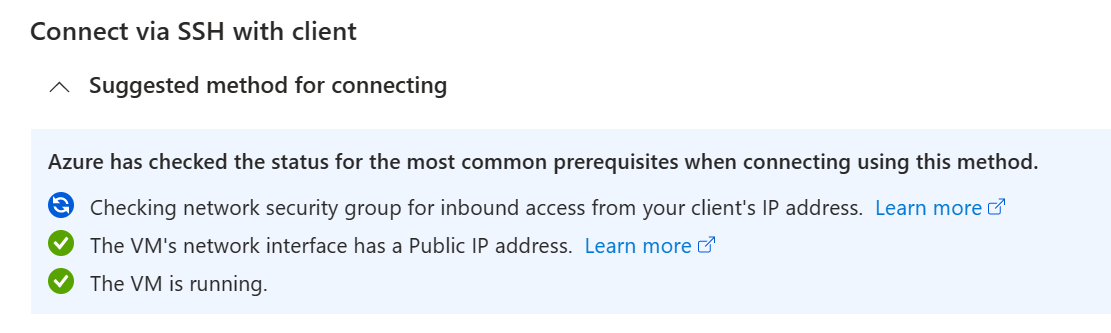 Connect via SSH with client
Suggested method for connecting
Azure has checked the status for the most common prerequisites when connecting using this method.
Checking network security group for inbound access from your client's IP address. Learn more
The VM's network interface has a Public IP address. Learn more
The VM is running.